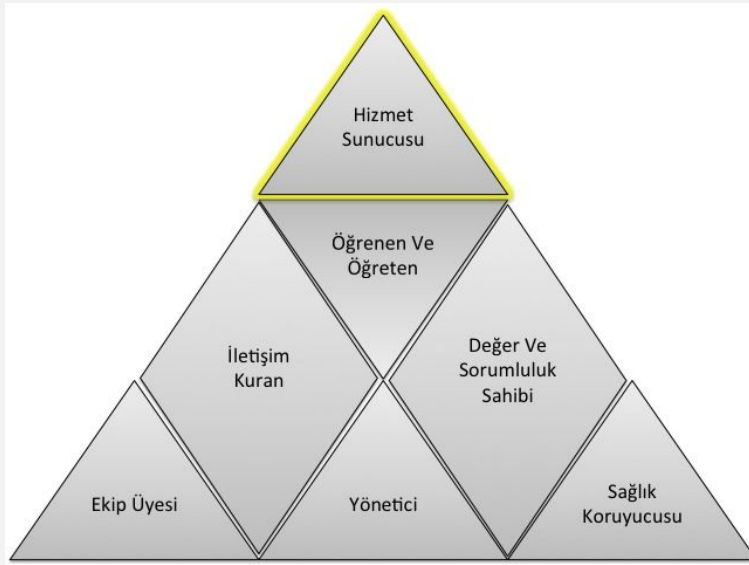 Hizmet
Sunucusu
Öğrenen Ve
Öğreten
İletişim
Kuran
Değer Ve
Sorumluluk
Sahibi
Ekip Üyesi
Yönetici
Sağlık
Koruyucusu